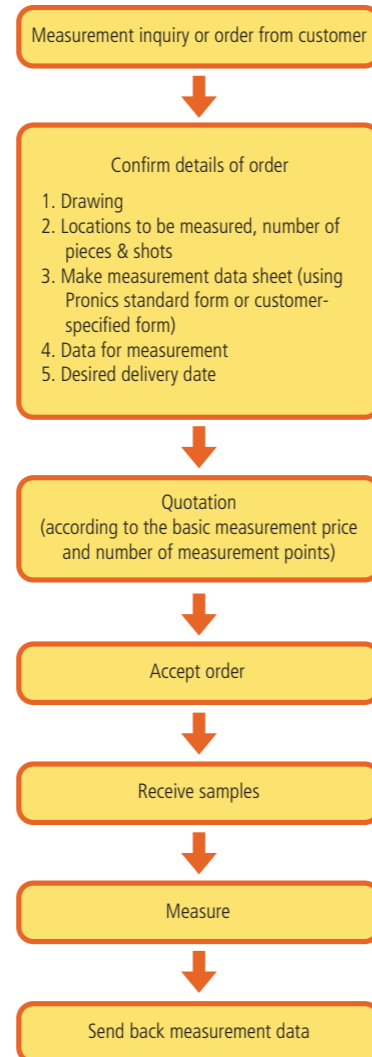 Measurement inquiry or order from customer
Confirm details of order
1. Drawing
2. Locations to be measured, number of
pieces & shots
3. Make measurement data sheet (using
Pronics standard form or customer-
specified form)
4. Data for measurement
5. Desired delivery date
Quotation
(according to the basic measurement price
and number of measurement points)
Accept order
Receive samples
Measure
Send back measurement data